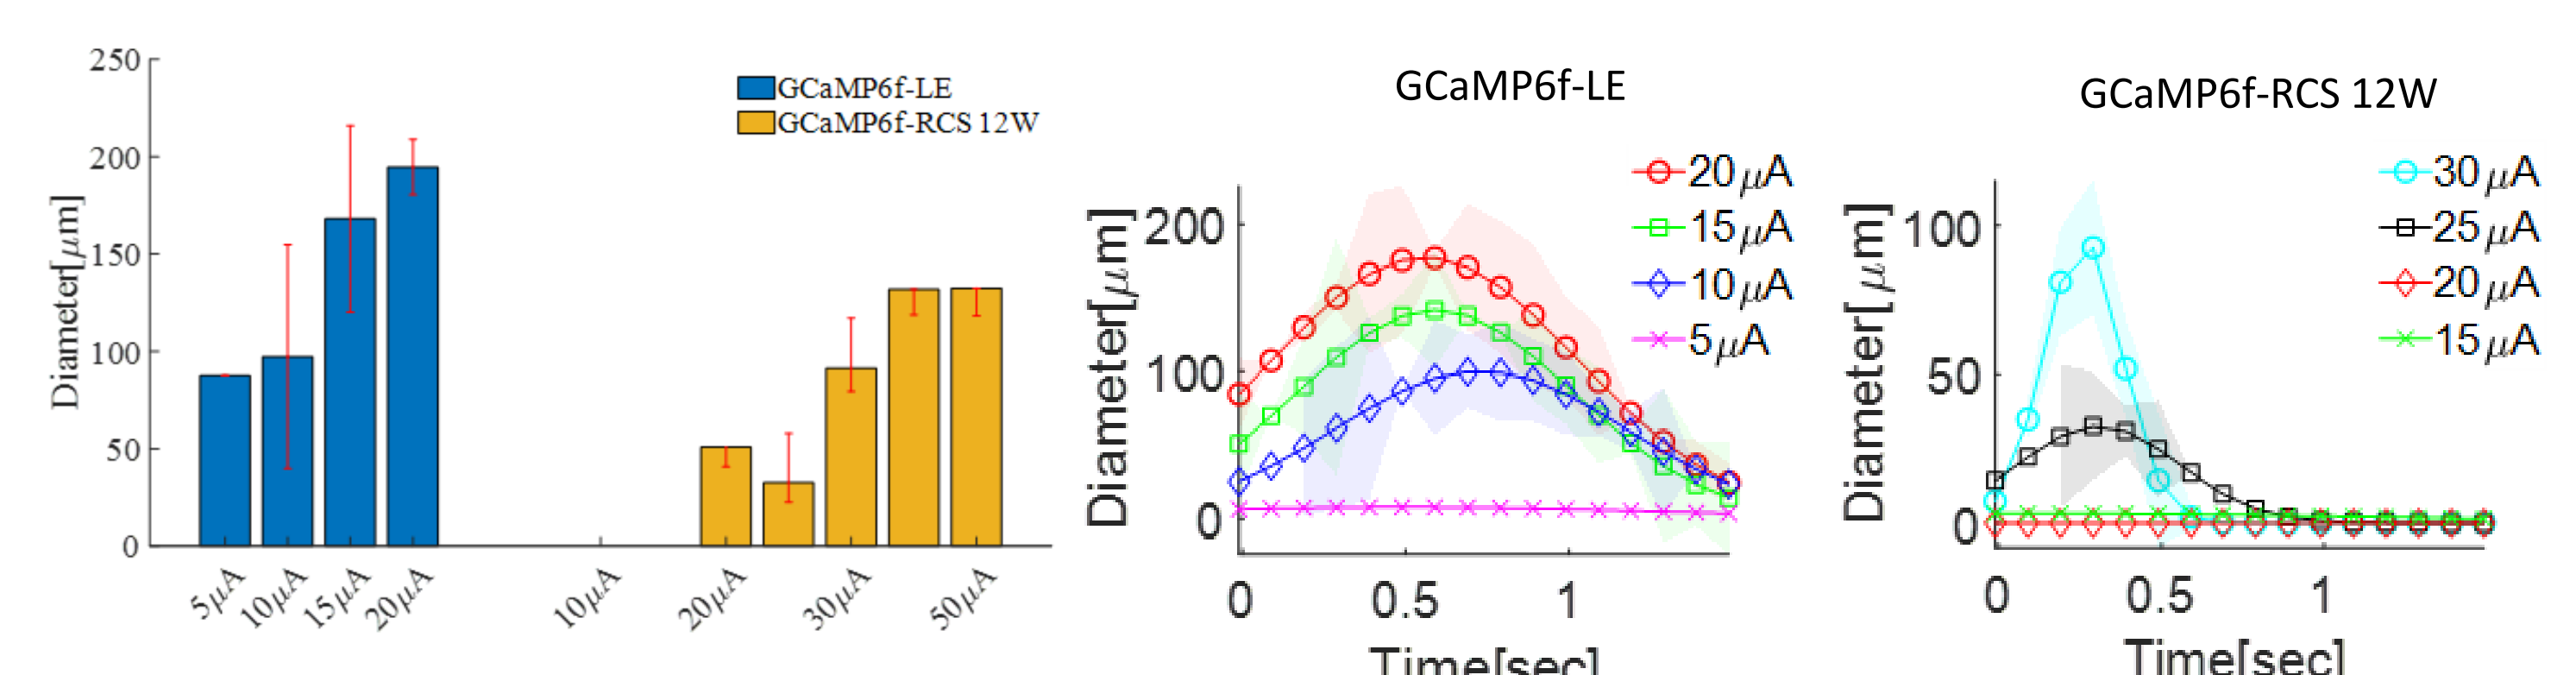 250
200
150
100
50
0
Diameter[μm]
GCaMP6f-LE
GCaMP6f-RCS 12W
5μA
10μA
15μA
20μA
10μA
20μA
30μA
50μA
GCaMP6f-LE
200
100
0
Diameter[μm]
20μA
15μA
10μA
5μA
0 0.5 1
Time[sec]
GCaMP6f-RCS 12W
100
50
0
Diameter[μm]
30μA
25μA
20μA
15μA
0 0.5 1
Time[sec]